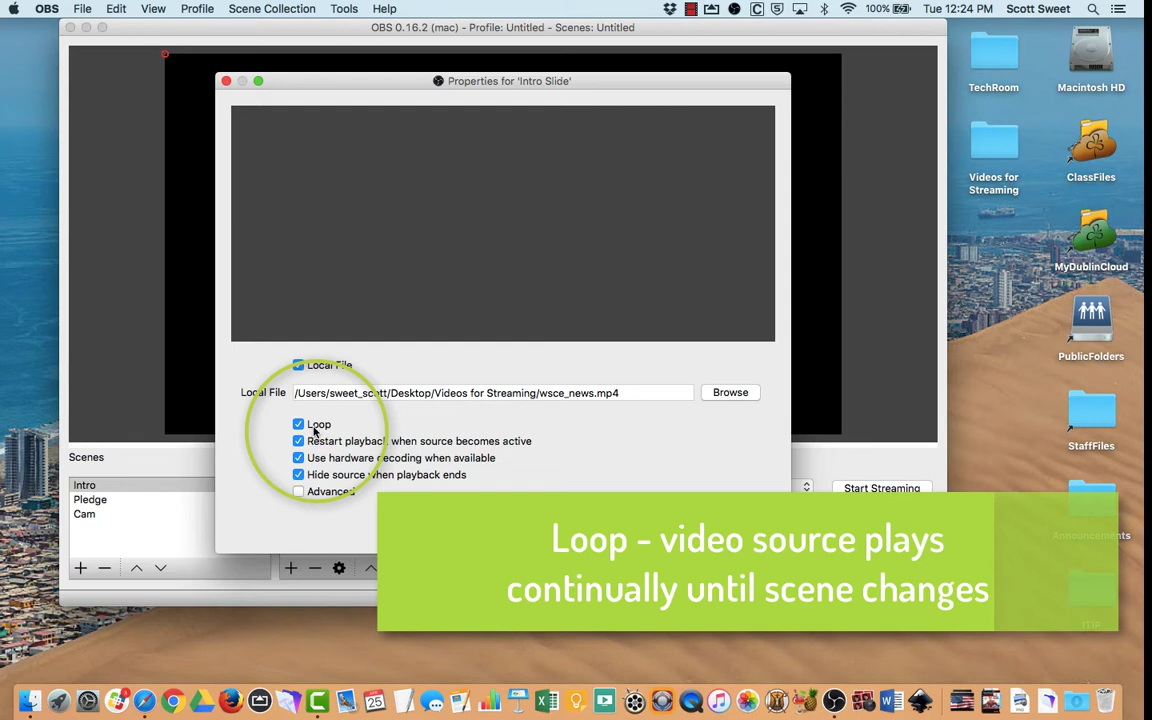 OBS File Edit View Profile Scene Collection Tools Help 100% Tue 12:24 PM Scott Sweet
OBS 0.16.2 (mac) - Profile: Untitled - Scenes: Untitled
Properties for 'Intro Slide'
TechRoom
Macintosh HD
Videos for
Streaming
ClassFiles
MyDublinCloud
PublicFolders
StaffFiles
Announcements
Local File
Local File /Users/sweet_scott/Desktop/Videos for Streaming/wsce_news.mp4 Browse
Loop
Restart playback when source becomes active
Use hardware decoding when available
Hide source when playback ends
Advanced
Scenes
Intro
Pledge
Cam
Start Streaming
Loop - video source plays
continually until scene changes